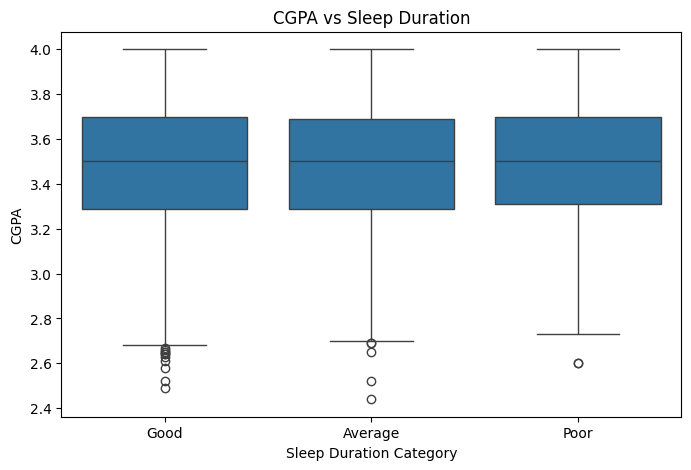 CGPA vs Sleep Duration
4.0
3.8
3.6
3.4
3.2
3.0
2.8
2.6
2.4
CGPA
Good Average Poor
Sleep Duration Category